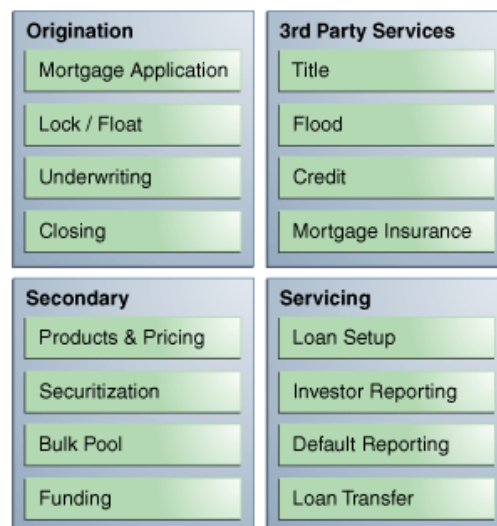 Origination
Mortgage Application
Lock / Float
Underwriting
Closing
3rd Party Services
Title
Flood
Credit
Mortgage Insurance
Secondary
Products & Pricing
Securitization
Bulk Pool
Funding
Servicing
Loan Setup
Investor Reporting
Default Reporting
Loan Transfer